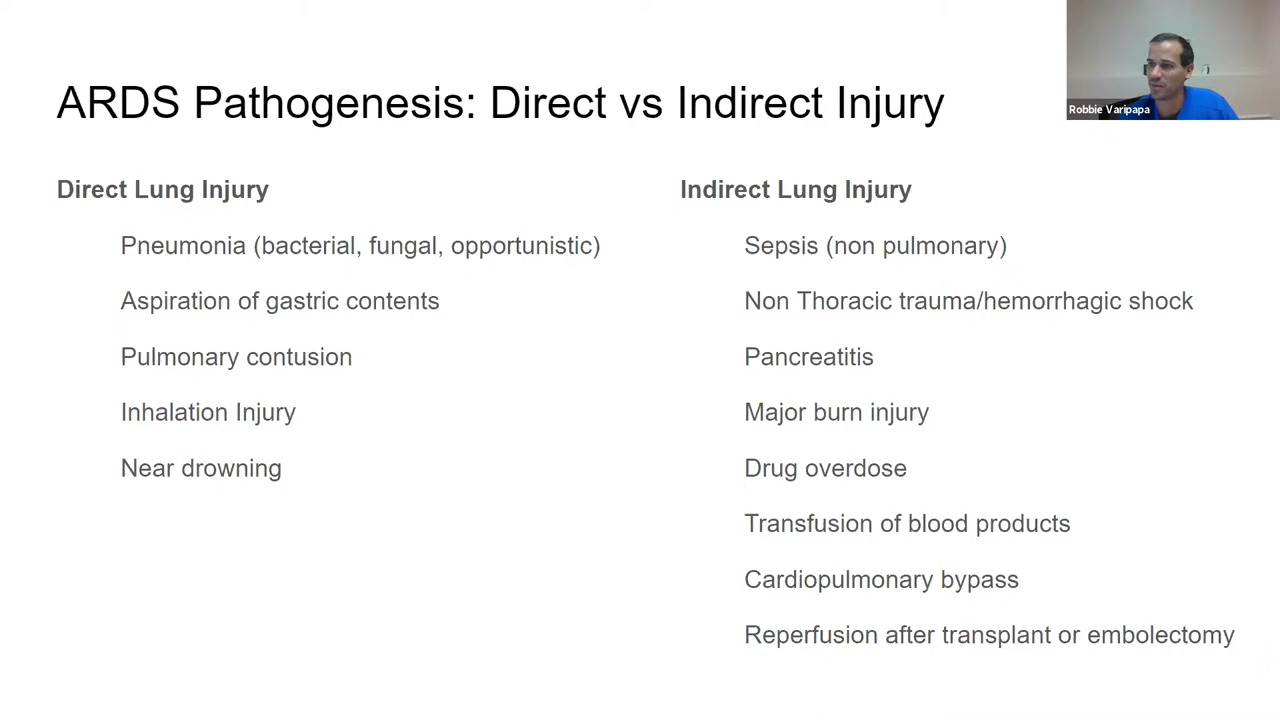 ARDS Pathogenesis: Direct vs Indirect Injury
Robbie Varipapa
Direct Lung Injury
Pneumonia (bacterial, fungal, opportunistic)
Aspiration of gastric contents
Pulmonary contusion
Inhalation Injury
Near drowning
Indirect Lung Injury
Sepsis (non pulmonary)
Non Thoracic trauma/hemorrhagic shock
Pancreatitis
Major burn injury
Drug overdose
Transfusion of blood products
Cardiopulmonary bypass
Reperfusion after transplant or embolectomy